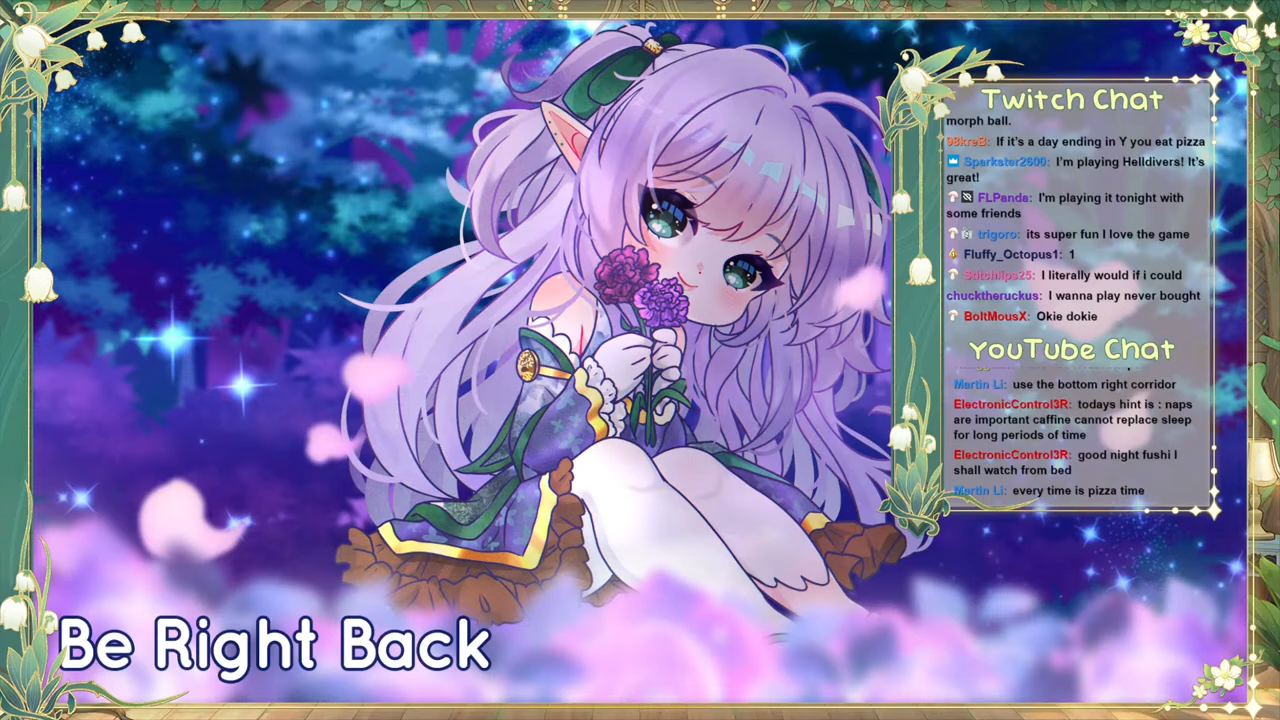 Twitch Chat
morph ball.
98kreB: If it's a day ending in Y you eat pizza
Sparkster2600: I'm playing Helldivers! It's
great!
FLPanda: I'm playing it tonight with
some friends
trigoro: its super fun I love the game
Fluffy_Octopus1: 1
Stitchlips25: I literally would if i could
chucktheruckus: I wanna play never bought
BoltMousX: Okie dokie
YouTube Chat
Martin Li: use the bottom right corridor
ElectronicControl3R: todays hint is : naps
are important caffine cannot replace sleep
for long periods of time
ElectronicControl3R: good night fushi I
shall watch from bed
Martin Li: every time is pizza time
Be Right Back